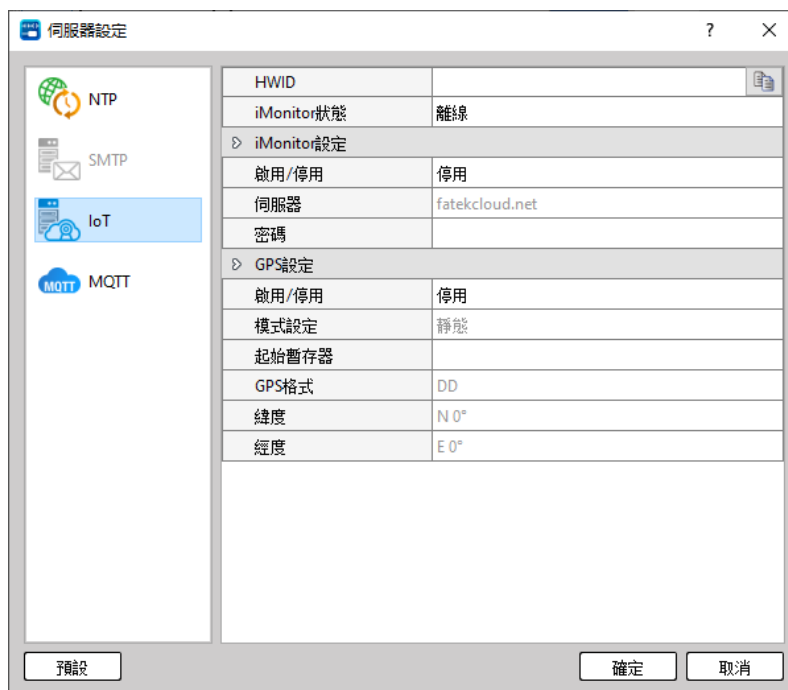 伺服器設定
?
NTP
SMTP
IoT
MQTT
MQTT
HWID
iMonitor狀態 離線
iMonitor設定
啟用/停用 停用
伺服器 fatekcloud.net
密碼
GPS設定
啟用/停用 停用
模式設定 靜態
起始暫存器
GPS格式 DD
緯度 N 0°
經度 E 0°
預設 確定 取消